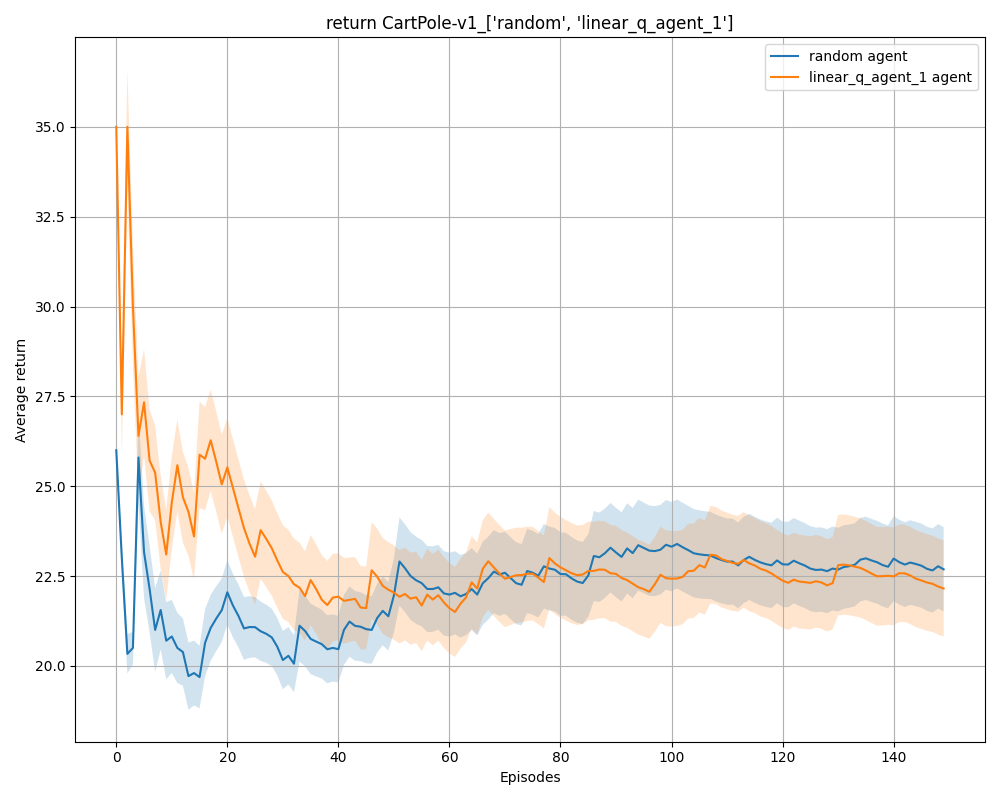 return CartPole-v1_['random', 'linear_q_agent_1']
random agent
linear_q_agent_1 agent
Average return
35.0
32.5
30.0
27.5
25.0
22.5
20.0
0 20 40 60 80 100 120 140
Episodes